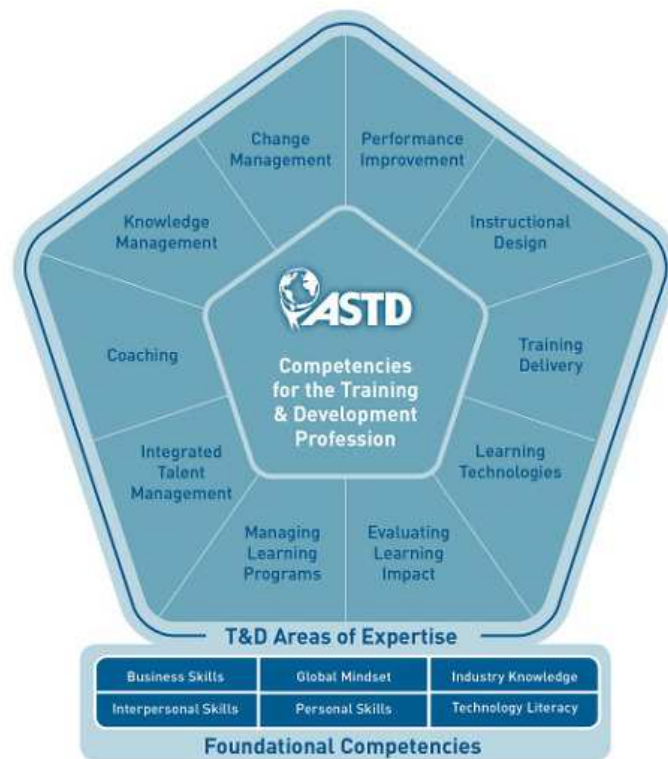 Change
Management
Performance
Improvement
Knowledge
Management
Instructional
Design
ASTD
Coaching
Training
Delivery
Competencies
for the Training
& Development
Profession
Integrated
Talent
Management
Learning
Technologies
Managing
Learning
Programs
Evaluating
Learning
Impact
T&D Areas of Expertise
Business Skills
Global Mindset
Industry Knowledge
Interpersonal Skills
Personal Skills
Technology Literacy
Foundational Competencies